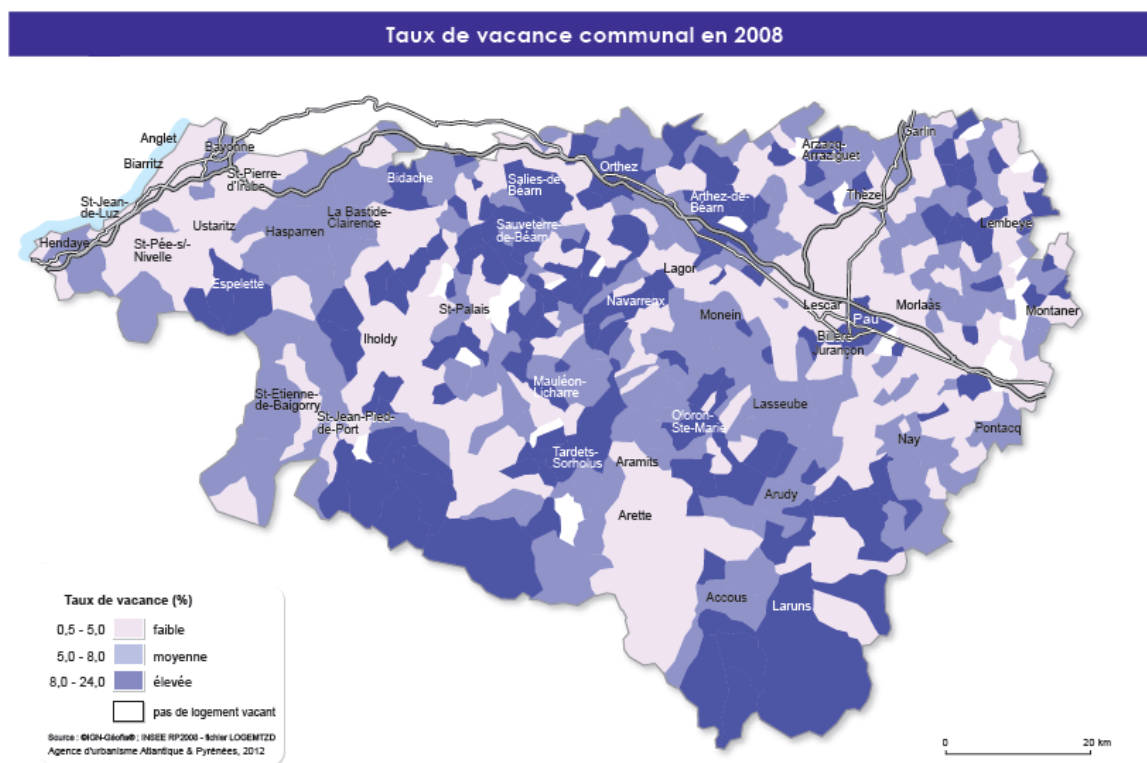 Taux de vacance communal en 2008
Anglet
Biarritz
Bayonne
St-Pierre-
d'Irube
St-Jean-
de-Luz
Hendaye
Ustaritz
St-Pée-s/-
Nivelle
Espelette
Hasparren
La Bastide-
Clairence
Bidache
Salies-de-
Béarn
Sauveterre-
de-Béarn
Orthez
Arthez-de-
Béarn
Arzacq-
Arraziguet
Garlin
Thèze
Lembeye
Lagor
Navarrenx
Monein
Lescar
Pau
Billère
Jurançon
Morlaàs
Montaner
St-Palais
Iholdy
Mauléon-
Licharre
St-Etienne-
de-Baigorry
St-Jean-Pied-
de-Port
Oloron-
Ste-Marie
Lasseube
Nay
Pontacq
Tardets-
Sorholus
Aramits
Arudy
Arette
Accous
Laruns
Taux de vacance (%)
0,5 - 5,0 faible
5,0 - 8,0 moyenne
8,0 - 24,0 élevée
pas de logement vacant
Source : ©IGN-Géofla® ; INSEE RP2008 - fichier LOGEMTZD
Agence d'urbanisme Atlantique & Pyrénées, 2012
0 20 km